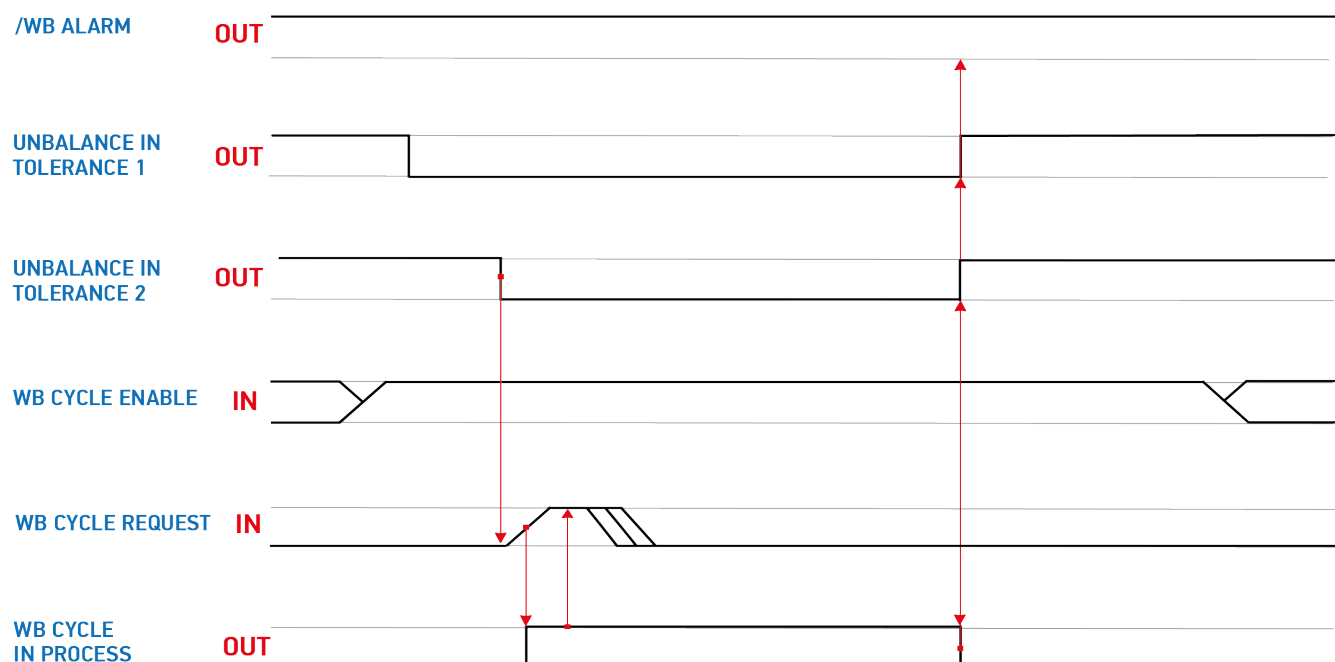 /WB ALARM OUT
UNBALANCE IN
TOLERANCE 1 OUT
UNBALANCE IN
TOLERANCE 2 OUT
WB CYCLE ENABLE IN
WB CYCLE REQUEST IN
WB CYCLE
IN PROCESS OUT